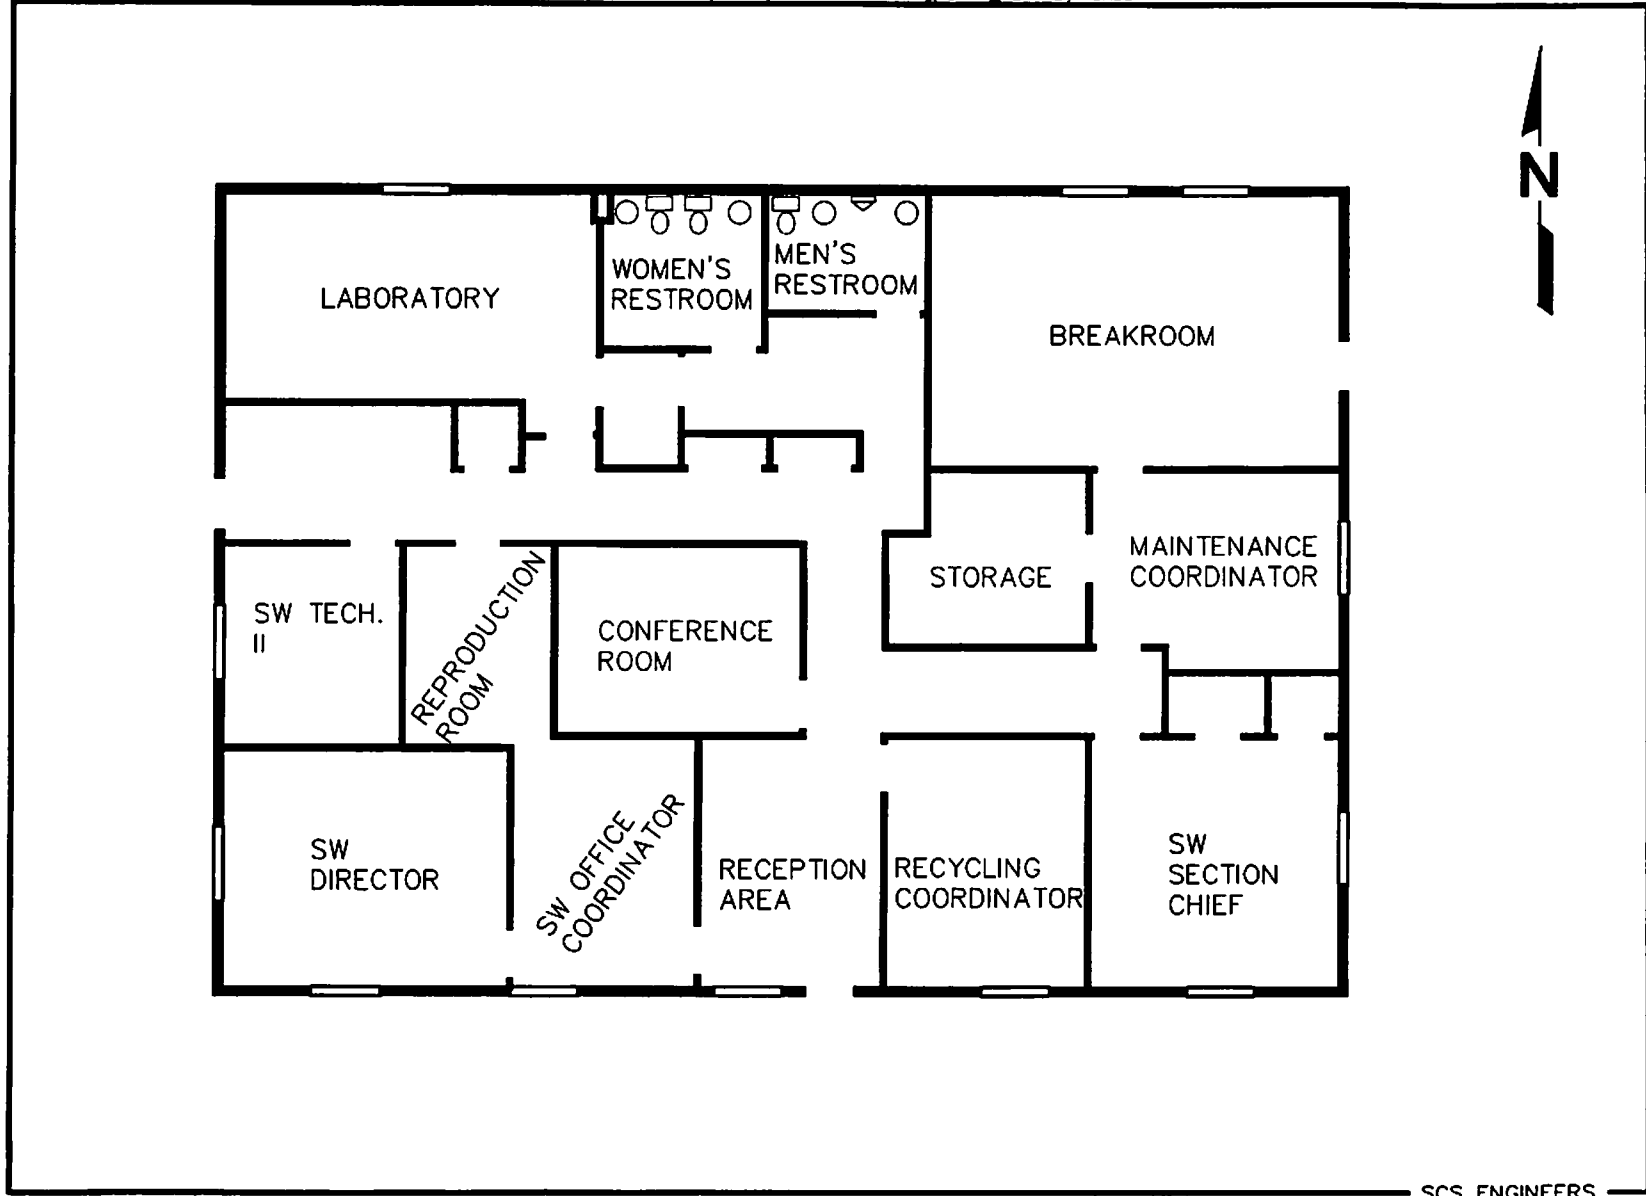 N
WOMEN'S
RESTROOM
MEN'S
RESTROOM
LABORATORY
BREAKROOM
MAINTENANCE
COORDINATOR
STORAGE
SW TECH.
II
REPRODUCTION
ROOM
CONFERENCE
ROOM
SW
DIRECTOR
SW OFFICE
COORDINATOR
RECEPTION
AREA
RECYCLING
COORDINATOR
SW
SECTION
CHIEF
SCS ENGINEERS